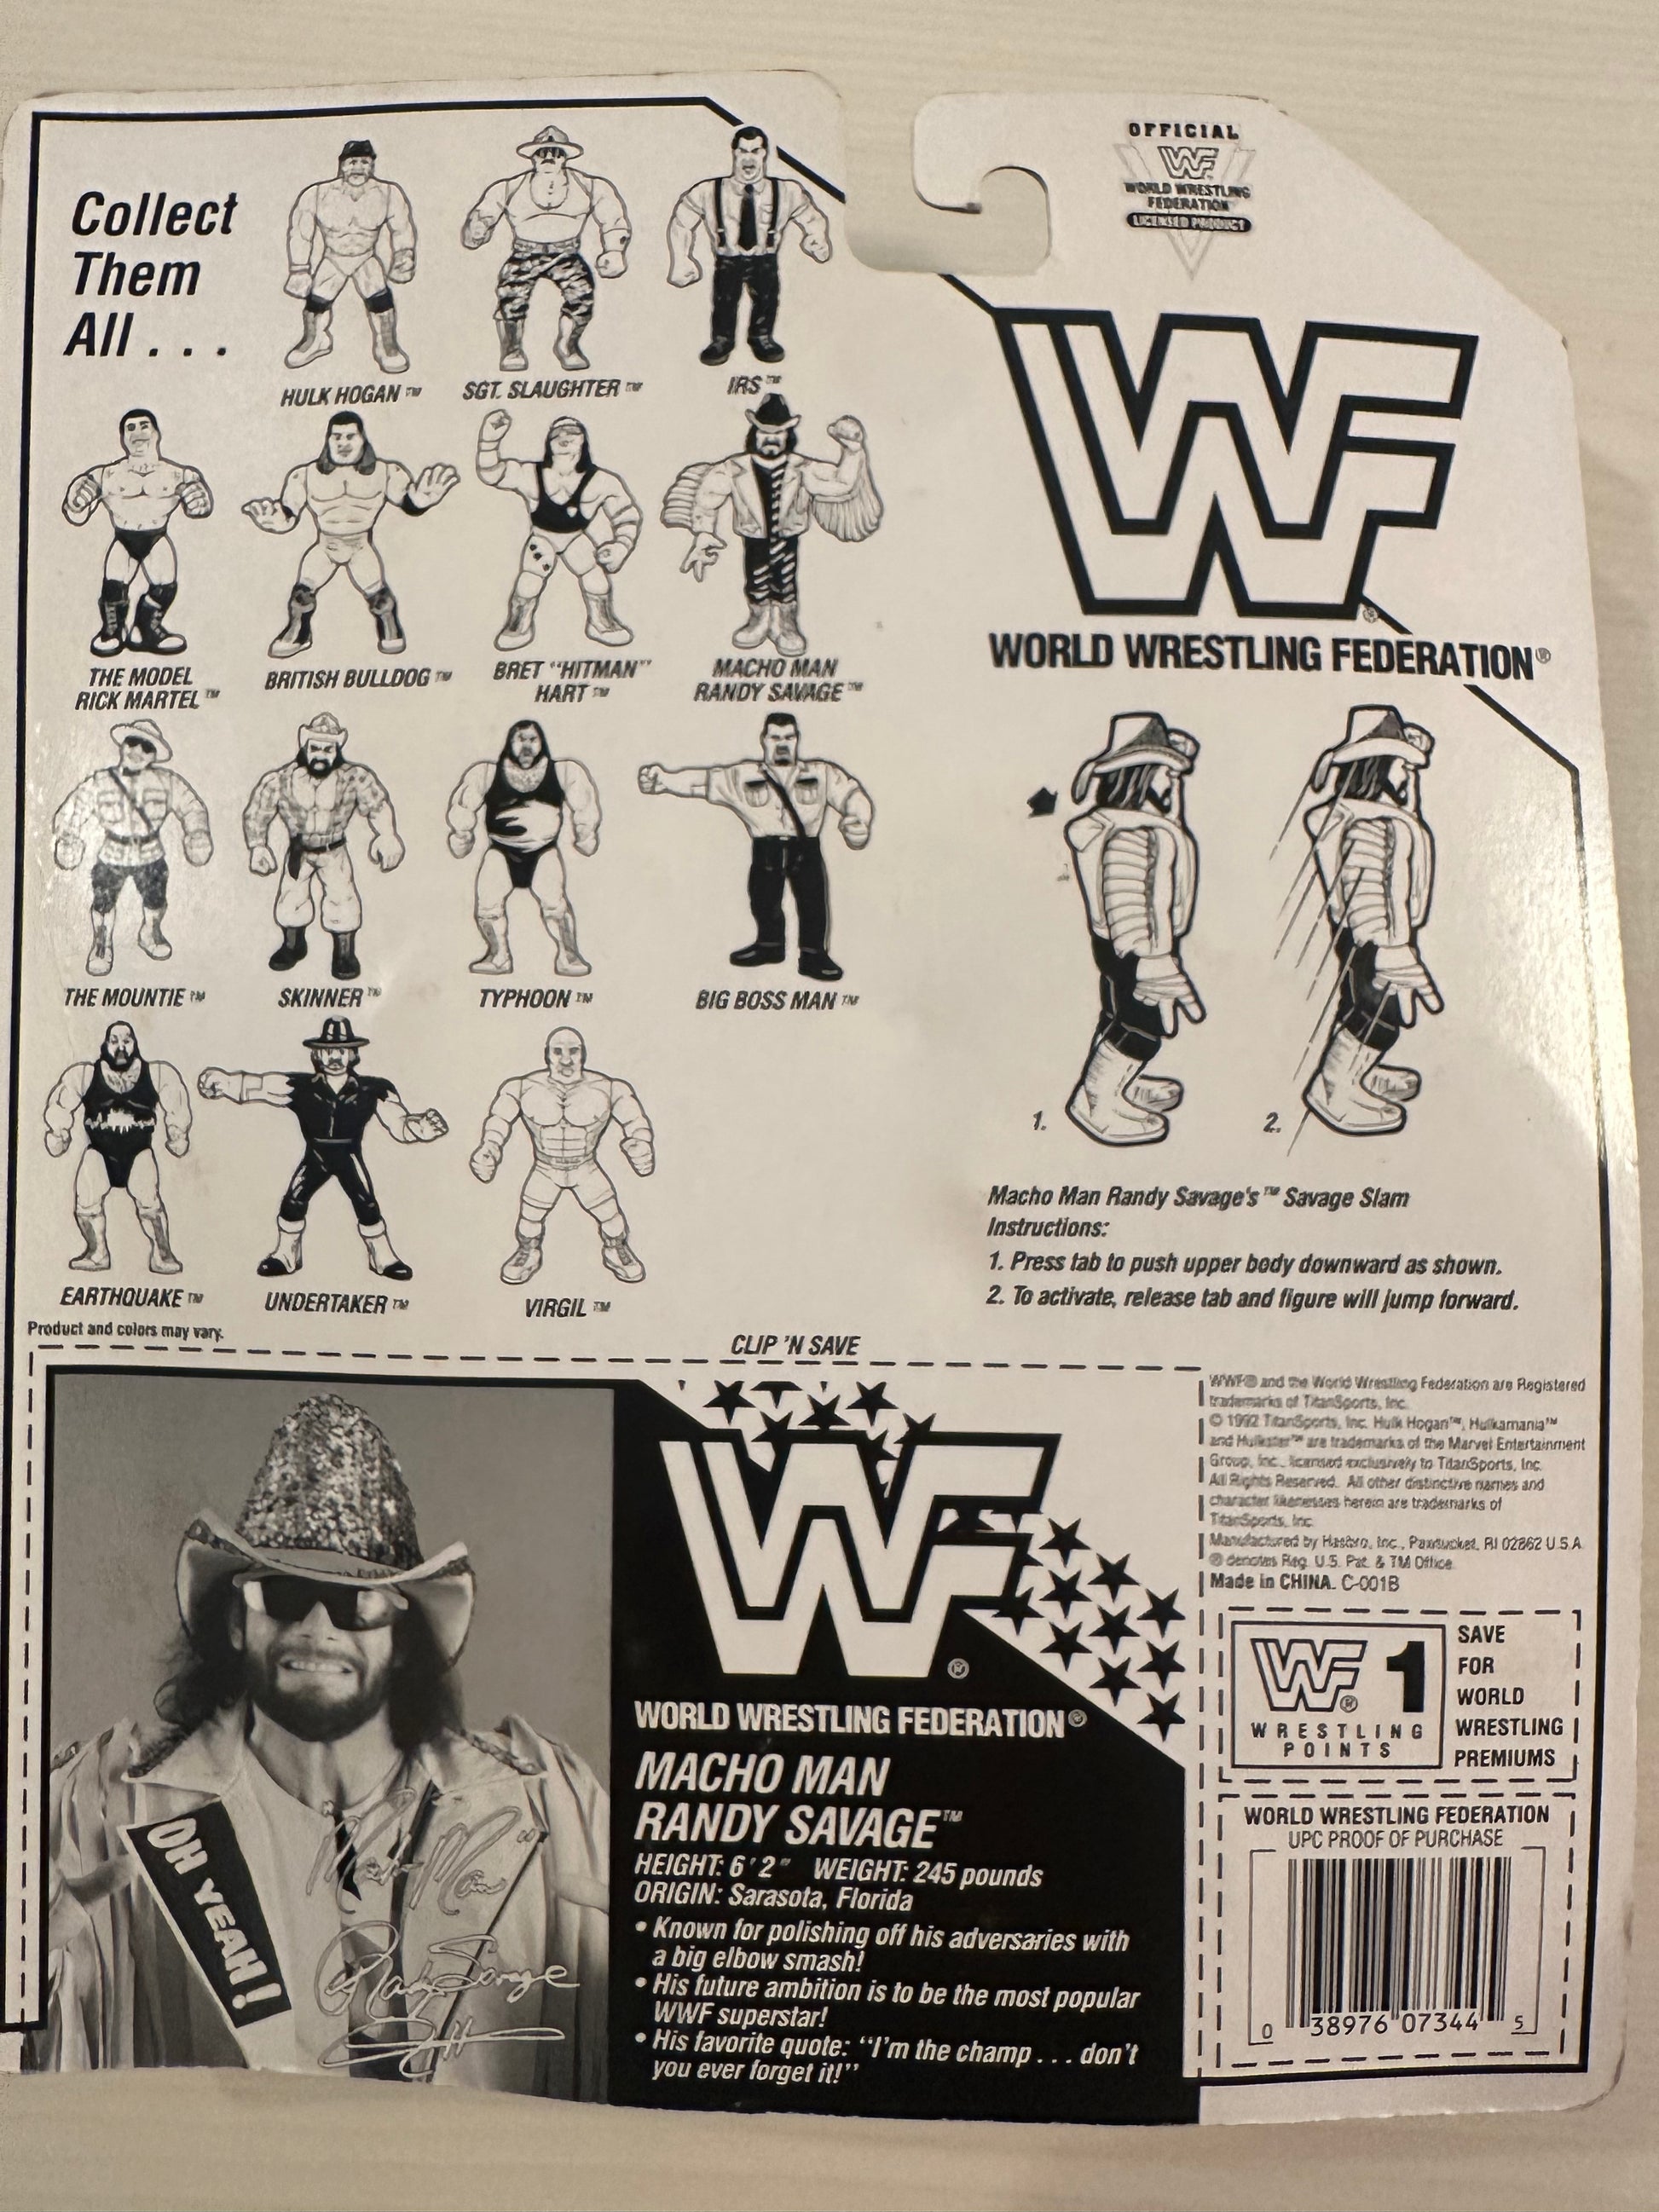 Collect
Them
All . . .
HULK HOGAN™
SGT. SLAUGHTER™
IRS™
THE MODEL
RICK MARTEL™
BRITISH BULLDOG™
BRET "HITMAN"
HART™
MACHO MAN
RANDY SAVAGE™
THE MOUNTIE™
SKINNER™
TYPHOON™
BIG BOSS MAN™
EARTHQUAKE™
UNDERTAKER™
VIRGIL™
Product and colors may vary.
OFFICIAL
WF
WORLD WRESTLING
FEDERATION
LICENSED PRODUCT
WF®
WORLD WRESTLING FEDERATION®
1.
2.
Macho Man Randy Savage's™ Savage Slam
Instructions:
1. Press tab to push upper body downward as shown.
2. To activate, release tab and figure will jump forward.
CLIP 'N SAVE
OH YEAH!
"Macho Man"
Randy Savage
WF®
WORLD WRESTLING FEDERATION®
MACHO MAN
RANDY SAVAGE™
HEIGHT: 6'2" WEIGHT: 245 pounds
ORIGIN: Sarasota, Florida
• Known for polishing off his adversaries with
a big elbow smash!
• His future ambition is to be the most popular
WWF superstar!
• His favorite quote: "I'm the champ . . . don't
you ever forget it!"
WWF® and the World Wrestling Federation are Registered
trademarks of TitanSports, Inc.
© 1992 TitanSports, Inc. Hulk Hogan™, Hulkamania™
and Hulkster™ are trademarks of the Marvel Entertainment
Group, Inc., licensed exclusively to TitanSports, Inc.
All Rights Reserved. All other distinctive names and
character likenesses herein are trademarks of
TitanSports, Inc.
Manufactured by Hasbro, Inc., Pawtucket, RI 02862 U.S.A.
® denotes Reg. U.S. Pat. & TM Office.
Made in CHINA. C-001B
WF® 1
WRESTLING
POINTS
SAVE
FOR
WORLD
WRESTLING
PREMIUMS
WORLD WRESTLING FEDERATION
UPC PROOF OF PURCHASE
0 38976 07344 5